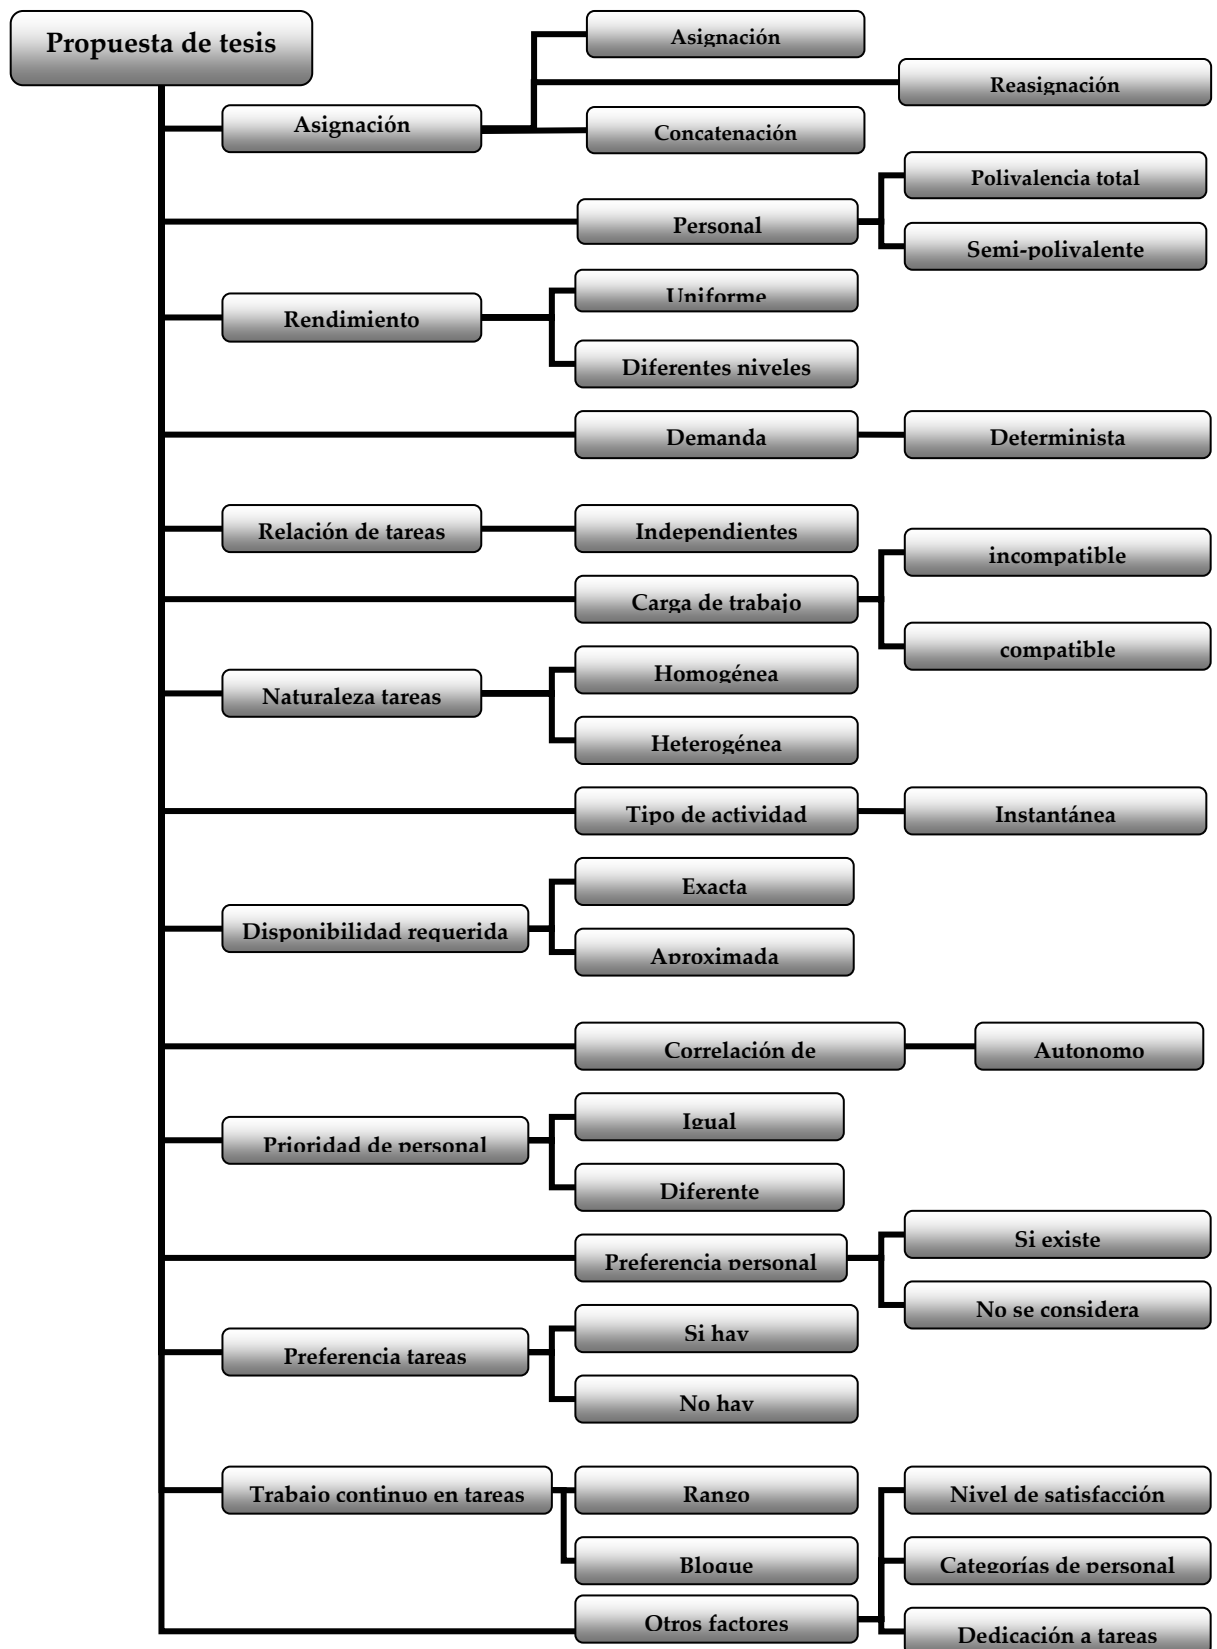 Propuesta de tesis
Asignación
Reasignación
Asignación
Concatenación
Polivalencia total
Personal
Semi-polivalente
Uniforme
Rendimiento
Diferentes niveles
Demanda
Determinista
Relación de tareas
Independientes
incompatible
Carga de trabajo
compatible
Homogénea
Naturaleza tareas
Heterogénea
Tipo de actividad
Instantánea
Exacta
Disponibilidad requerida
Aproximada
Correlación de
Autonomo
Igual
Prioridad de personal
Diferente
Si existe
Preferencia personal
No se considera
Si hay
Preferencia tareas
No hay
Trabajo continuo en tareas
Rango
Nivel de satisfacción
Bloque
Categorías de personal
Otros factores
Dedicación a tareas